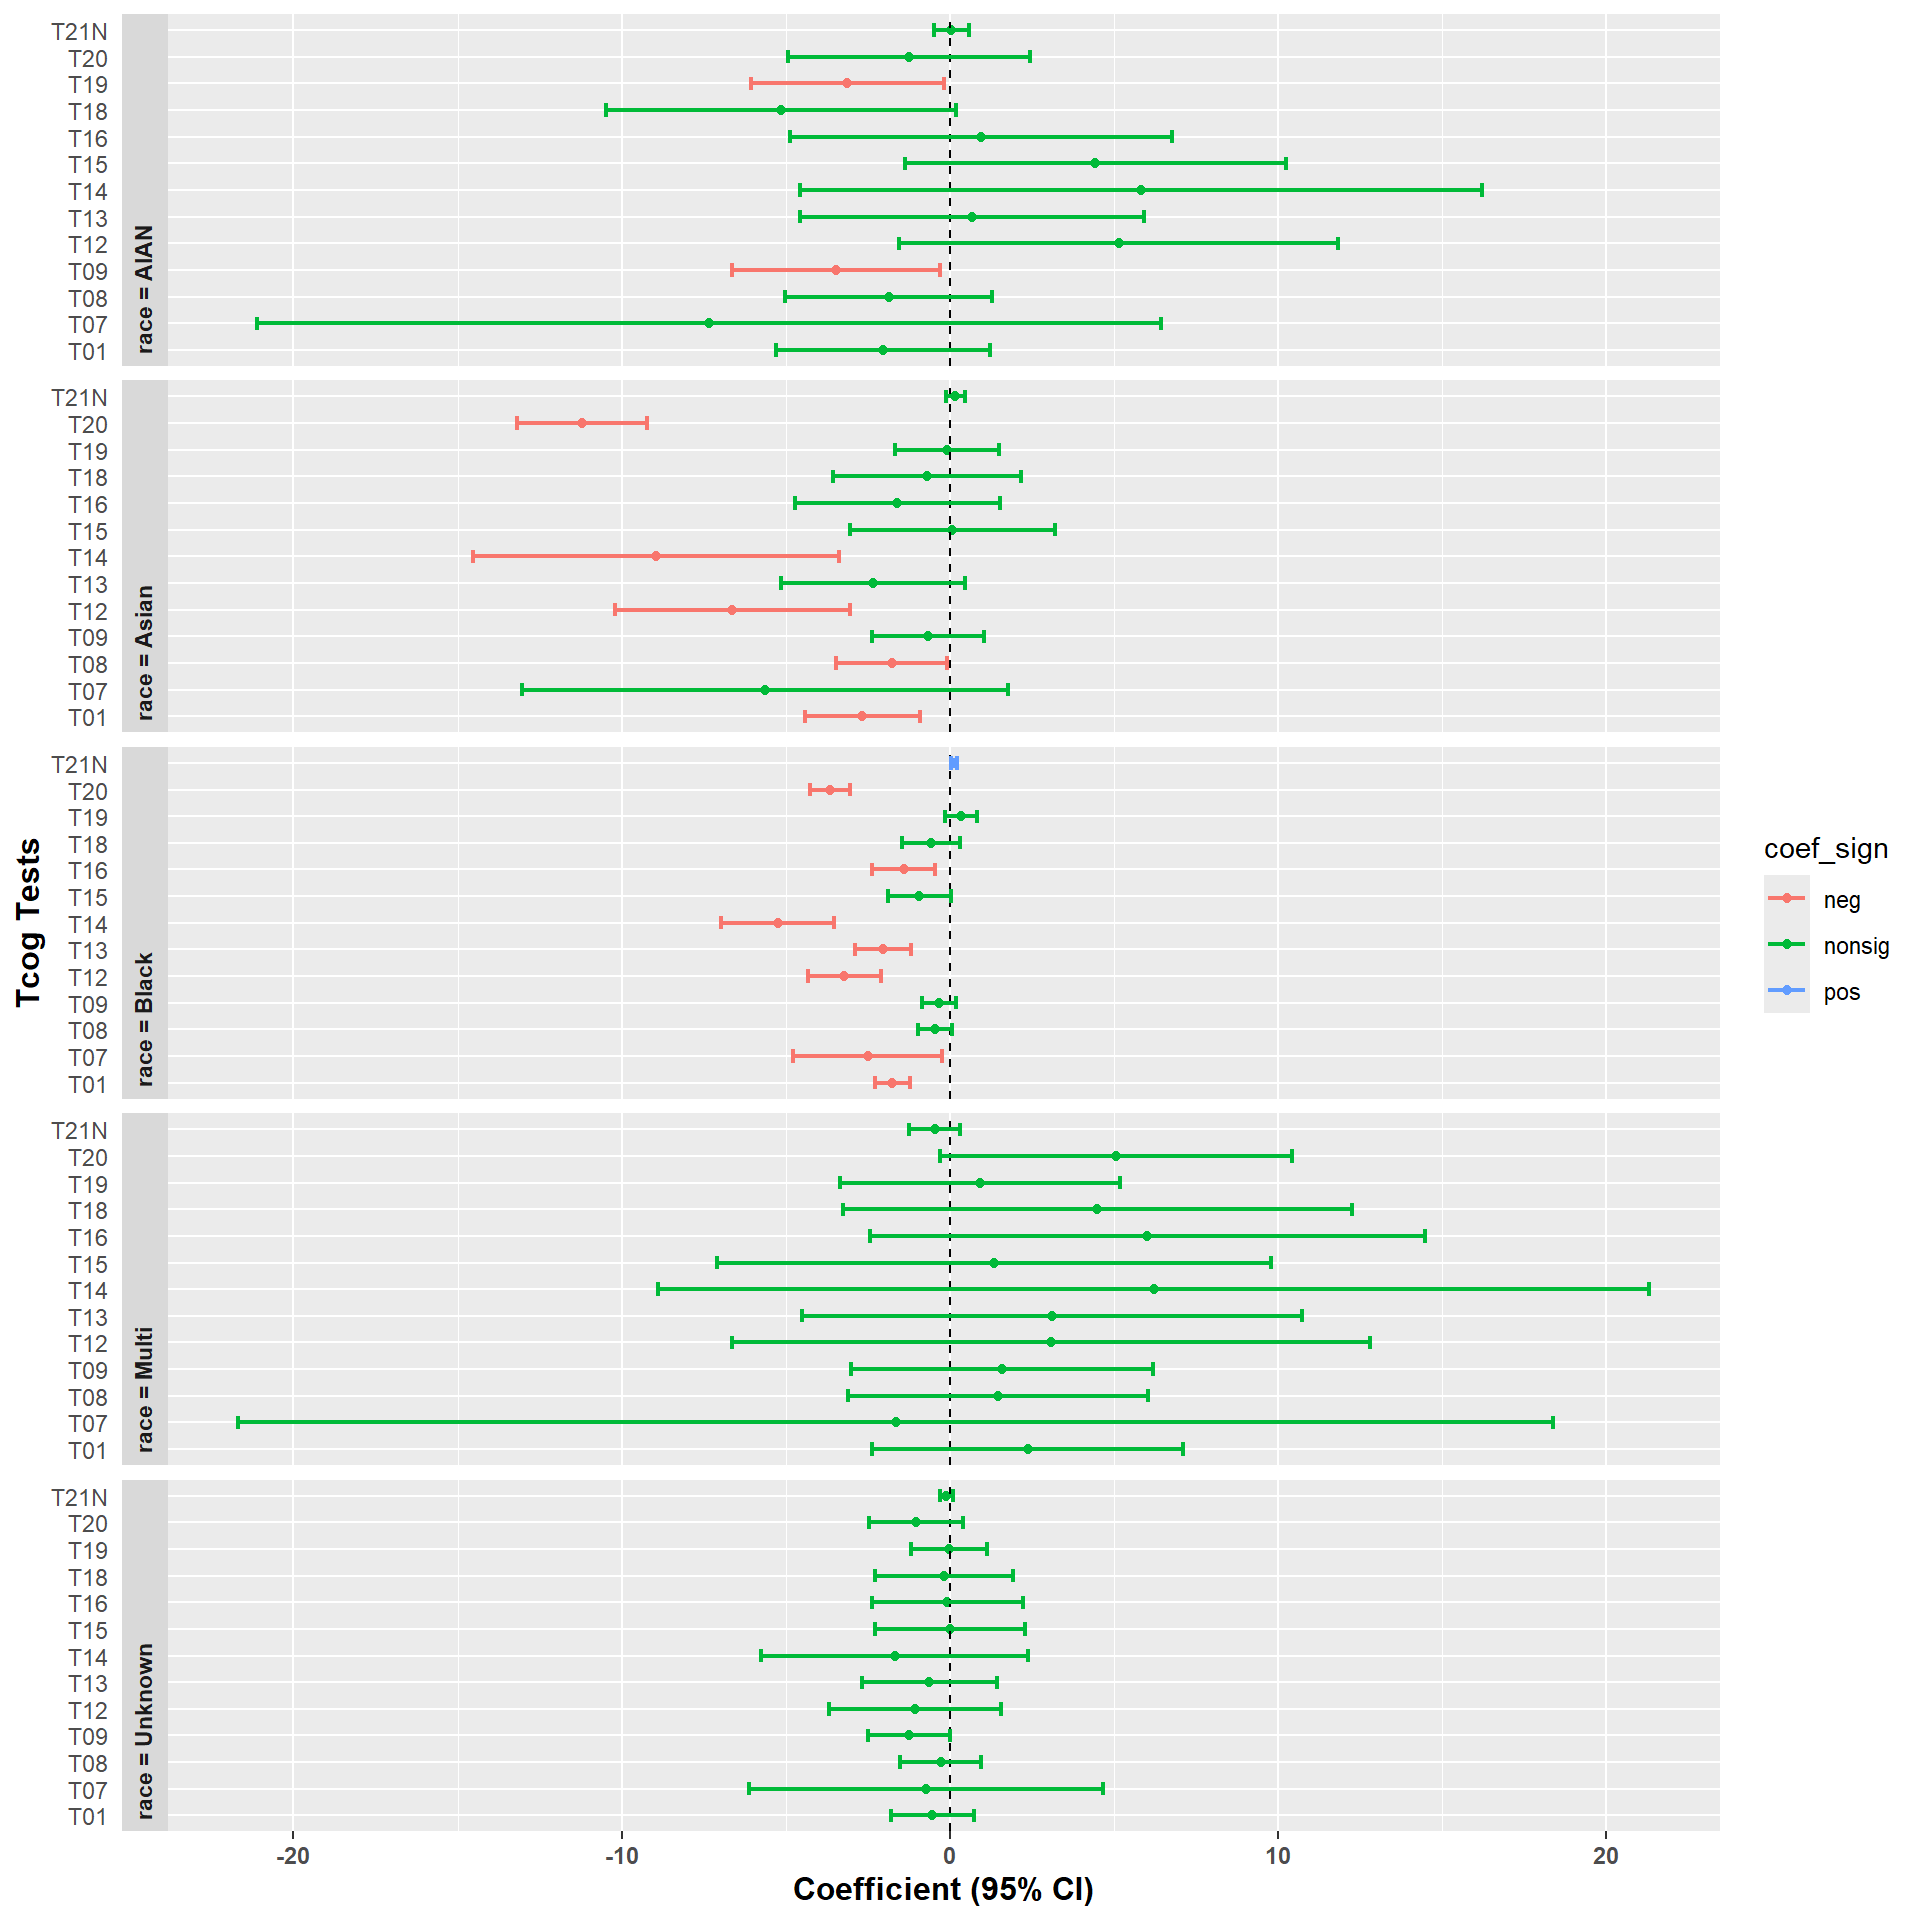 T21N
T20
T19
T18
T16
T15
T14
T13
T12
T09
T08
T07
T01
race = AIAN
T21N
T20
T19
T18
T16
T15
T14
T13
T12
T09
T08
T07
T01
race = Asian
T21N
T20
T19
T18
T16
T15
T14
T13
T12
T09
T08
T07
T01
race = Black
T21N
T20
T19
T18
T16
T15
T14
T13
T12
T09
T08
T07
T01
race = Multi
T21N
T20
T19
T18
T16
T15
T14
T13
T12
T09
T08
T07
T01
race = Unknown
Tcog Tests
-20 -10 0 10 20
Coefficient (95% CI)
coef_sign
neg
nonsig
pos